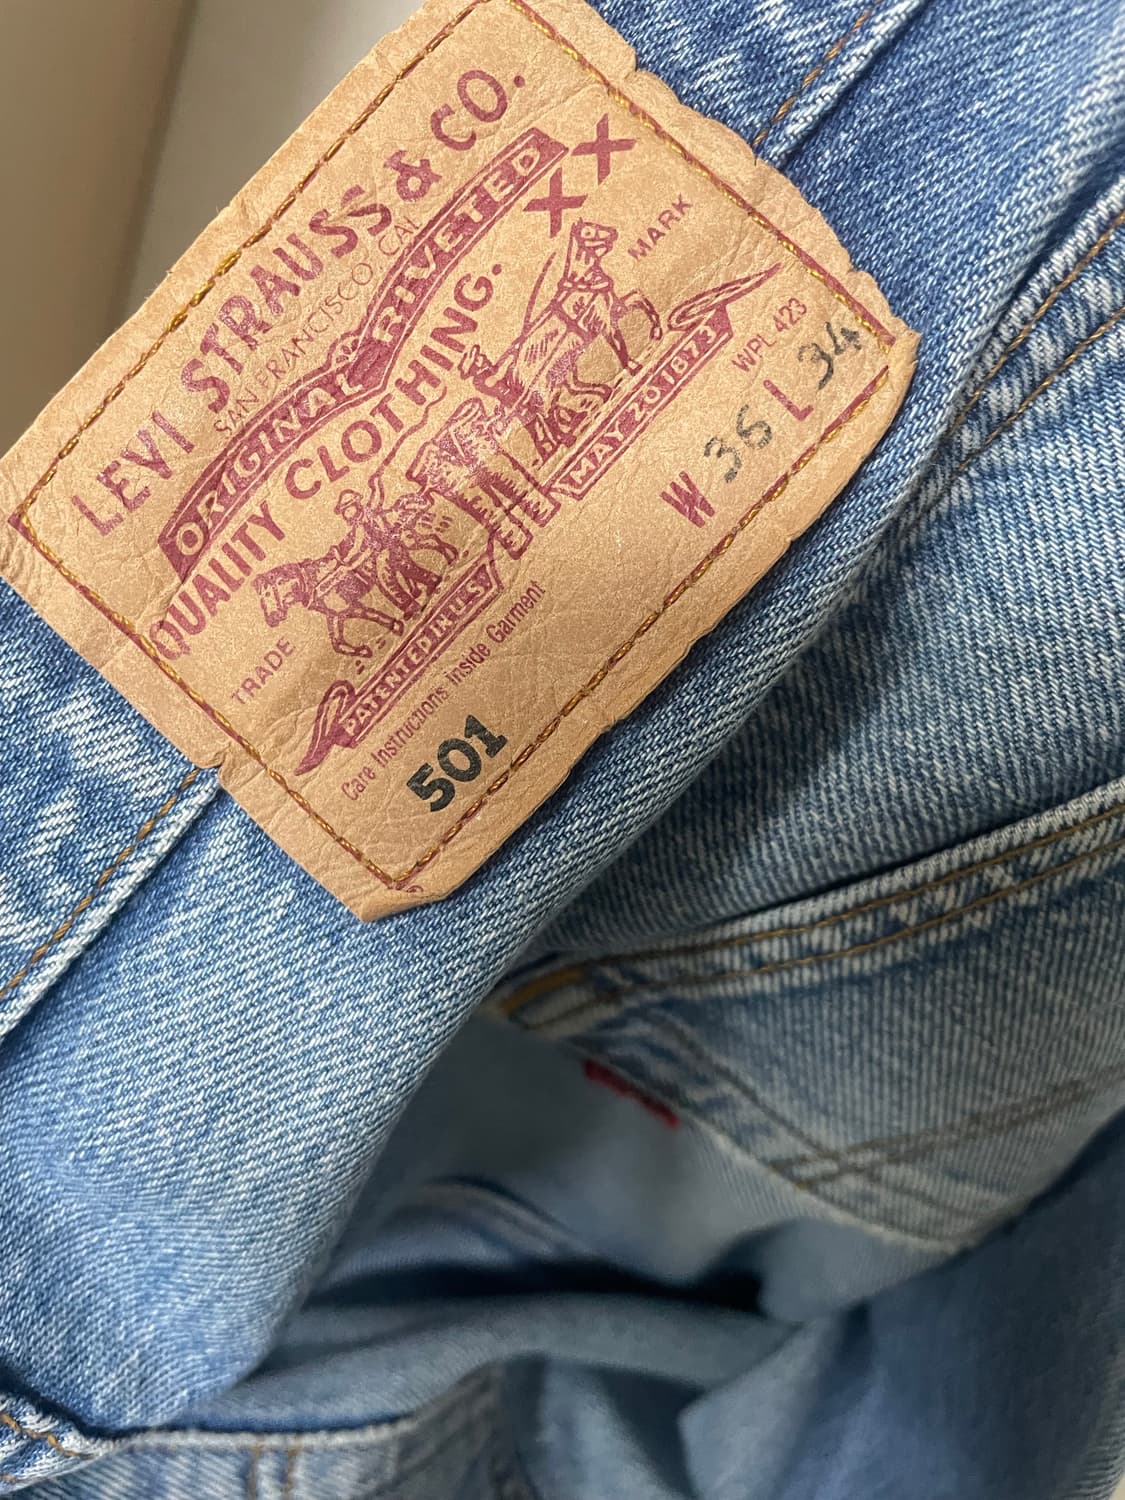 LEVI STRAUSS & CO.
SAN FRANCISCO CAL
ORIGINAL RIVETED
QUALITY CLOTHING.
XX
TRADE MARK
PATENTED IN U.S.
MAY 20 1873
WPL 423
W 36 L 34
Care Instructions Inside Garment
501